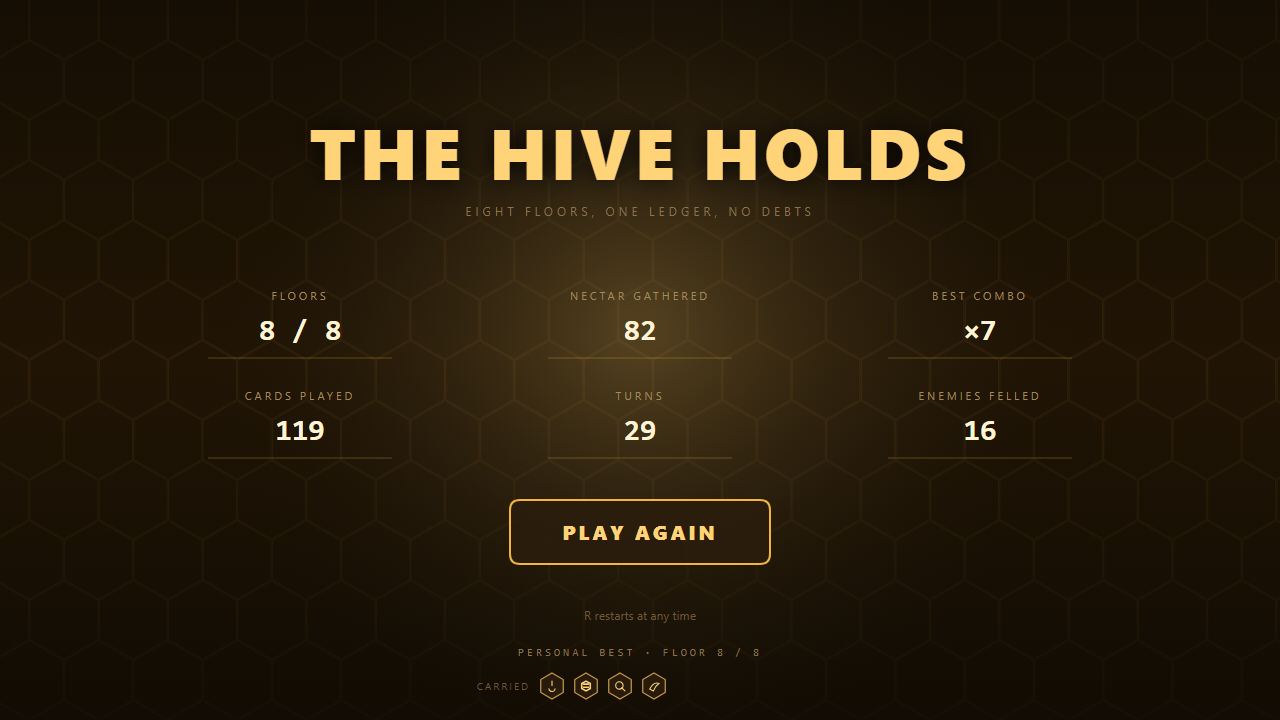 THE HIVE HOLDS
EIGHT FLOORS, ONE LEDGER, NO DEBTS
FLOORS
8 / 8
NECTAR GATHERED
82
BEST COMBO
×7
CARDS PLAYED
119
TURNS
29
ENEMIES FELLED
16
PLAY AGAIN
R restarts at any time
PERSONAL BEST · FLOOR 8 / 8
CARRIED